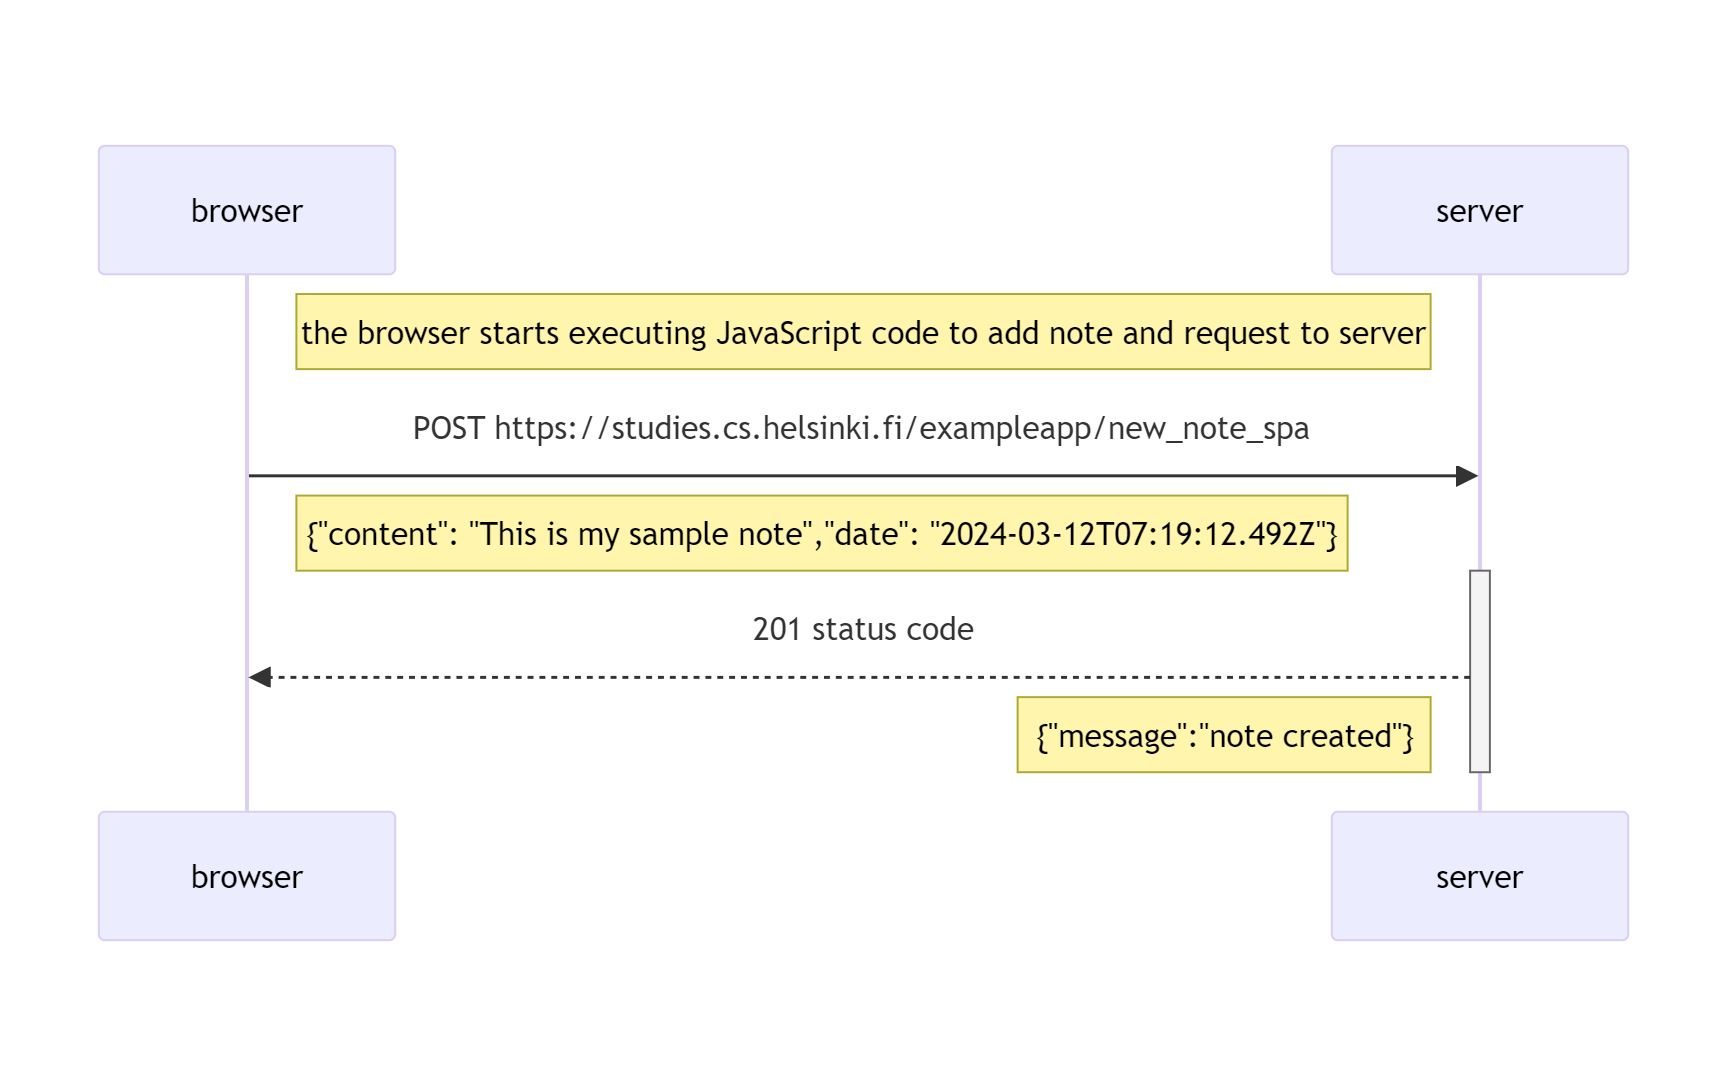 browser
server
the browser starts executing JavaScript code to add note and request to server
POST https://studies.cs.helsinki.fi/exampleapp/new_note_spa
{"content": "This is my sample note","date": "2024-03-12T07:19:12.492Z"}
201 status code
{"message":"note created"}
browser
server